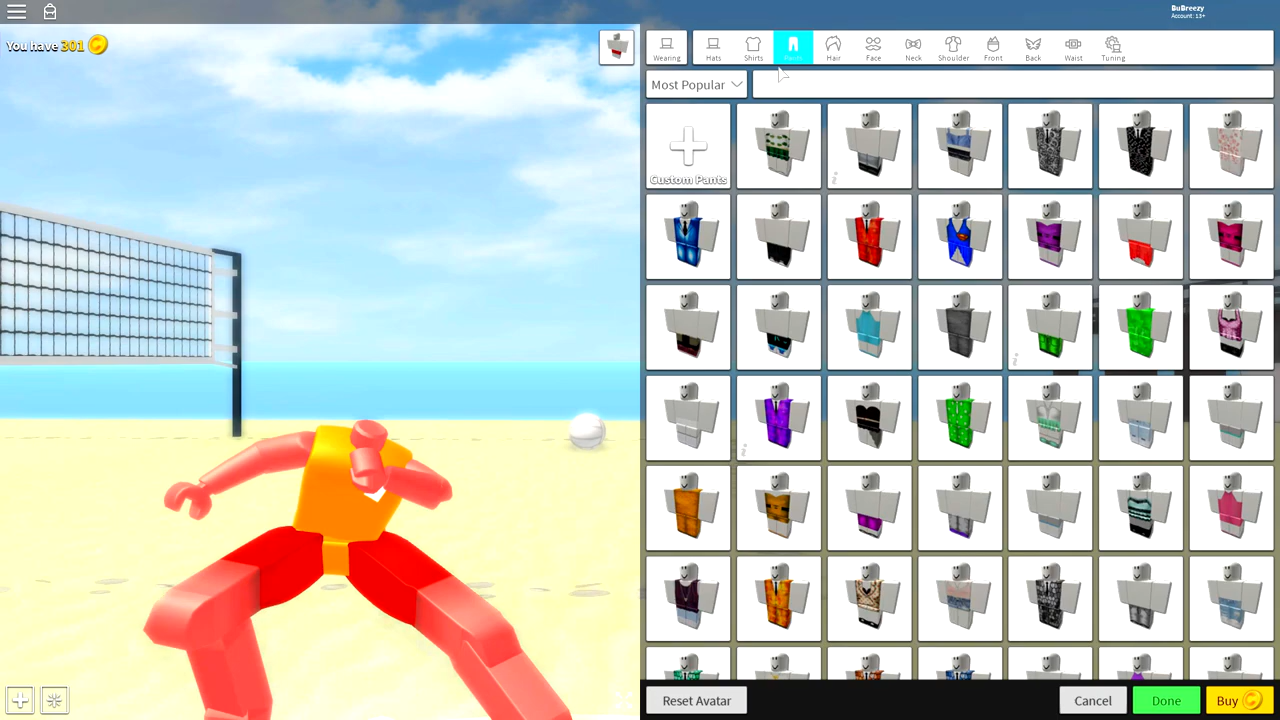 BuBreezy
Account: 13+
You have 301
Wearing
Hats
Shirts
Pants
Hair
Face
Neck
Shoulder
Front
Back
Waist
Tuning
Most Popular
Custom Pants
Reset Avatar
Cancel
Done
Buy